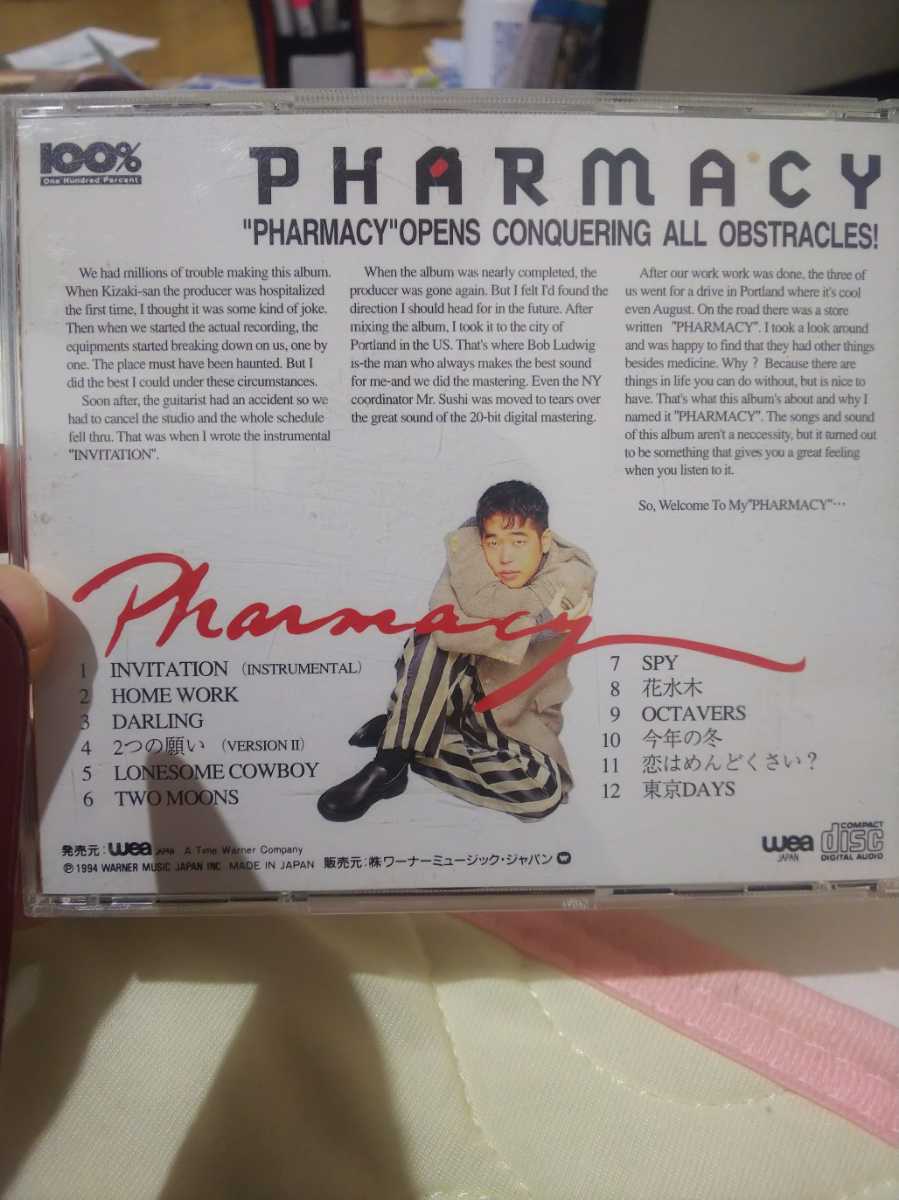 100%
One Hundred Percent
PHARMACY
"PHARMACY"OPENS CONQUERING ALL OBSTRACLES!
We had millions of trouble making this album.
When Kizaki-san the producer was hospitalized
the first time, I thought it was some kind of joke.
Then when we started the actual recording, the
equipments started breaking down on us, one by
one. The place must have been haunted. But I
did the best I could under these circumstances.
Soon after, the guitarist had an accident so we
had to cancel the studio and the whole schedule
fell thru. That was when I wrote the instrumental
"INVITATION".
When the album was nearly completed, the
producer was gone again. But I felt I'd found the
direction I should head for in the future. After
mixing the album, I took it to the city of
Portland in the US. That's where Bob Ludwig
is-the man who always makes the best sound
for me-and we did the mastering. Even the NY
coordinator Mr. Sushi was moved to tears over
the great sound of the 20-bit digital mastering.
After our work work was done, the three of
us went for a drive in Portland where it's cool
even August. On the road there was a store
written "PHARMACY". I took a look around
and was happy to find that they had other things
besides medicine. Why ? Because there are
things in life you can do without, but is nice to
have. That's what this album's about and why I
named it "PHARMACY". The songs and sound
of this album aren't a neccessity, but it turned out
to be something that gives you a great feeling
when you listen to it.
So, Welcome To My"PHARMACY"…
Pharmacy
1 INVITATION (INSTRUMENTAL)
2 HOME WORK
3 DARLING
4 2つの願い (VERSION II)
5 LONESOME COWBOY
6 TWO MOONS
7 SPY
8 花水木
9 OCTAVERS
10 今年の冬
11 恋はめんどくさい?
12 東京DAYS
発売元:wea JAPAN A Time Warner Company
℗1994 WARNER MUSIC JAPAN INC. MADE IN JAPAN 販売元:㈱ワーナーミュージック・ジャパン
wea
JAPAN
COMPACT
disc
DIGITAL AUDIO